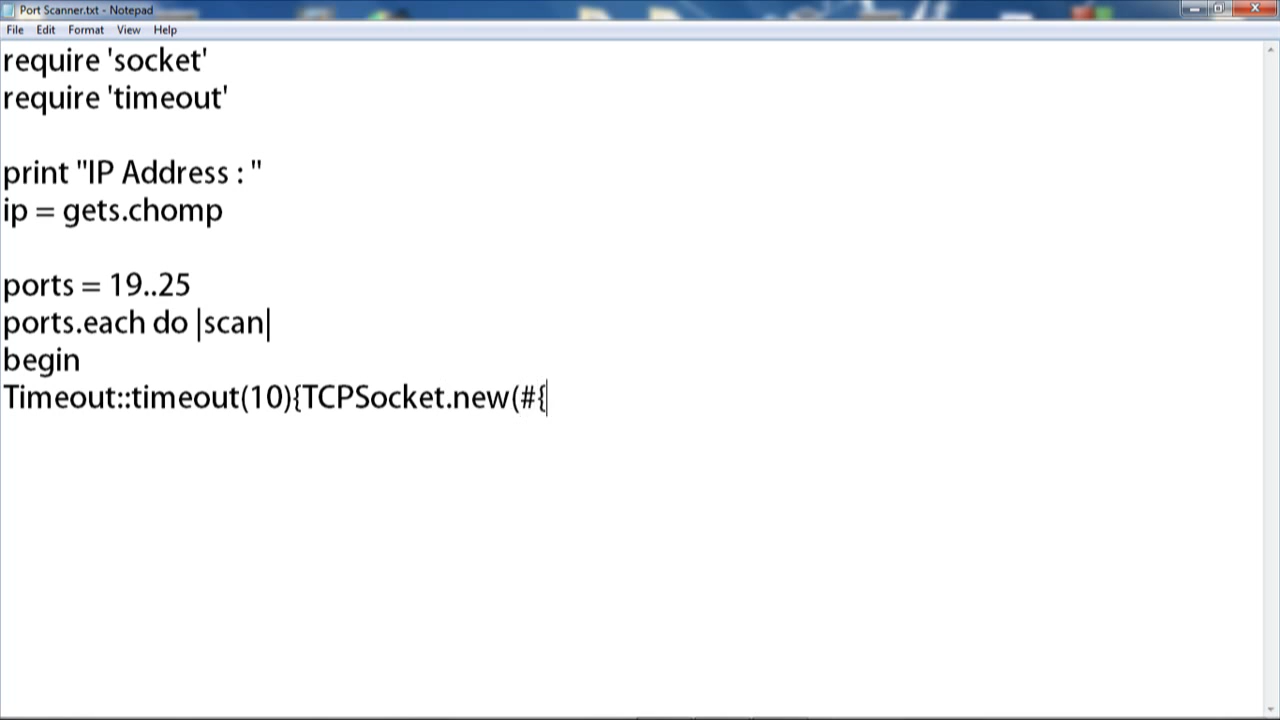 Port Scanner.txt - Notepad
File Edit Format View Help
require 'socket'
require 'timeout'
print "IP Address : "
ip = gets.chomp
ports = 19..25
ports.each do |scan|
begin
Timeout::timeout(10){TCPSocket.new(#{